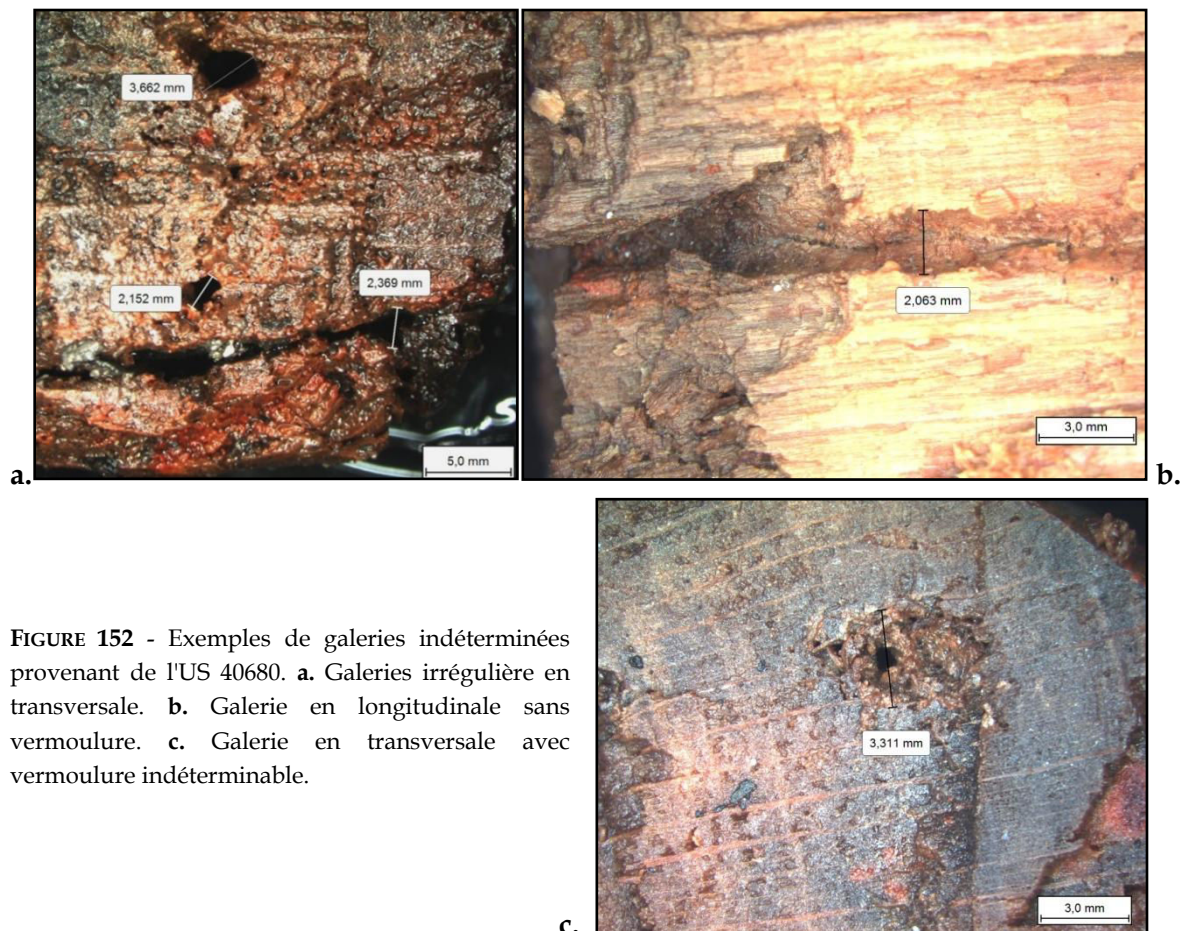 3,662 mm
2,152 mm
2,369 mm
5,0 mm
a.
2,063 mm
3,0 mm
b.
FIGURE 152 - Exemples de galeries indéterminées
provenant de l'US 40680. a. Galeries irrégulière en
transversale. b. Galerie en longitudinale sans
vermoulure. c. Galerie en transversale avec
vermoulure indéterminable.
3,311 mm
3,0 mm
c.